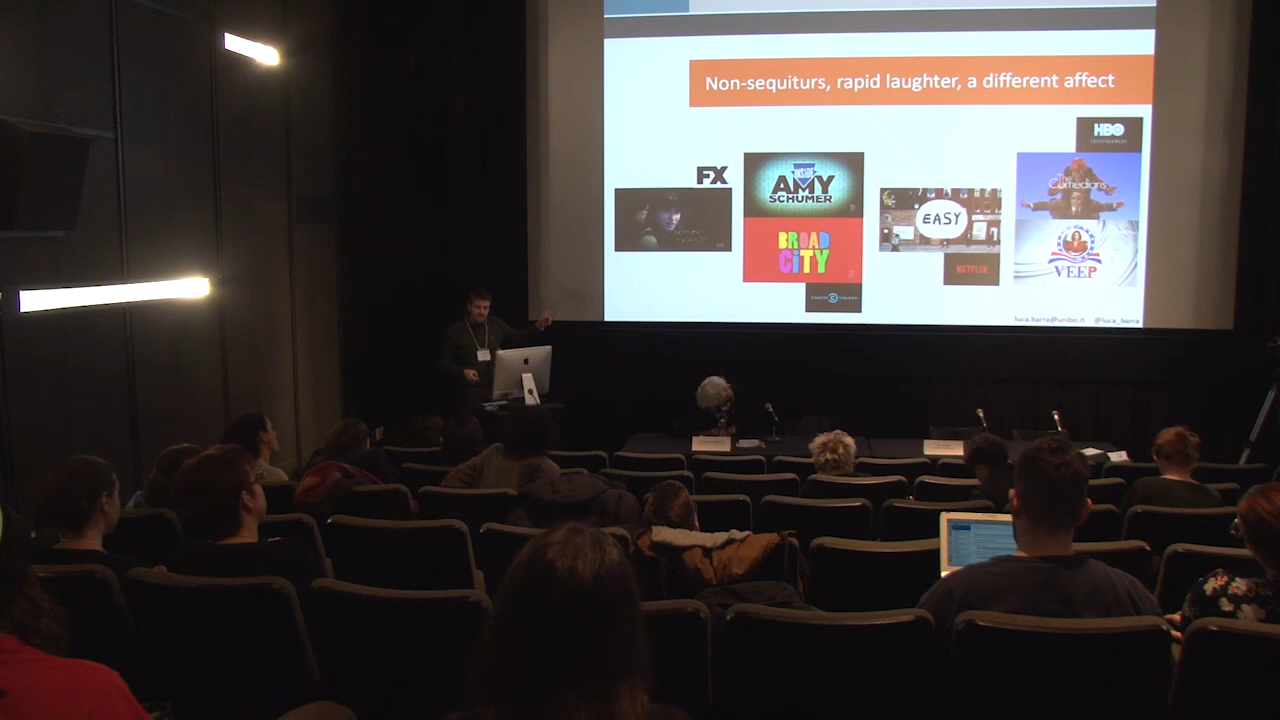 Non-sequiturs, rapid laughter, a different affect
HBO
ENTERTAINMENT
FX
INSIDE
AMY
SCHUMER
The
Comedians
EASY
BROAD
CITY
VEEP
NETFLIX
luca.barra@unibo.it @luca_barra